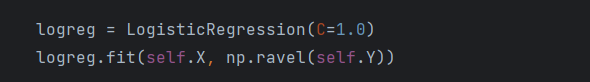 logreg = LogisticRegression(C=1.0)
logreg.fit(self.X, np.ravel(self.Y))